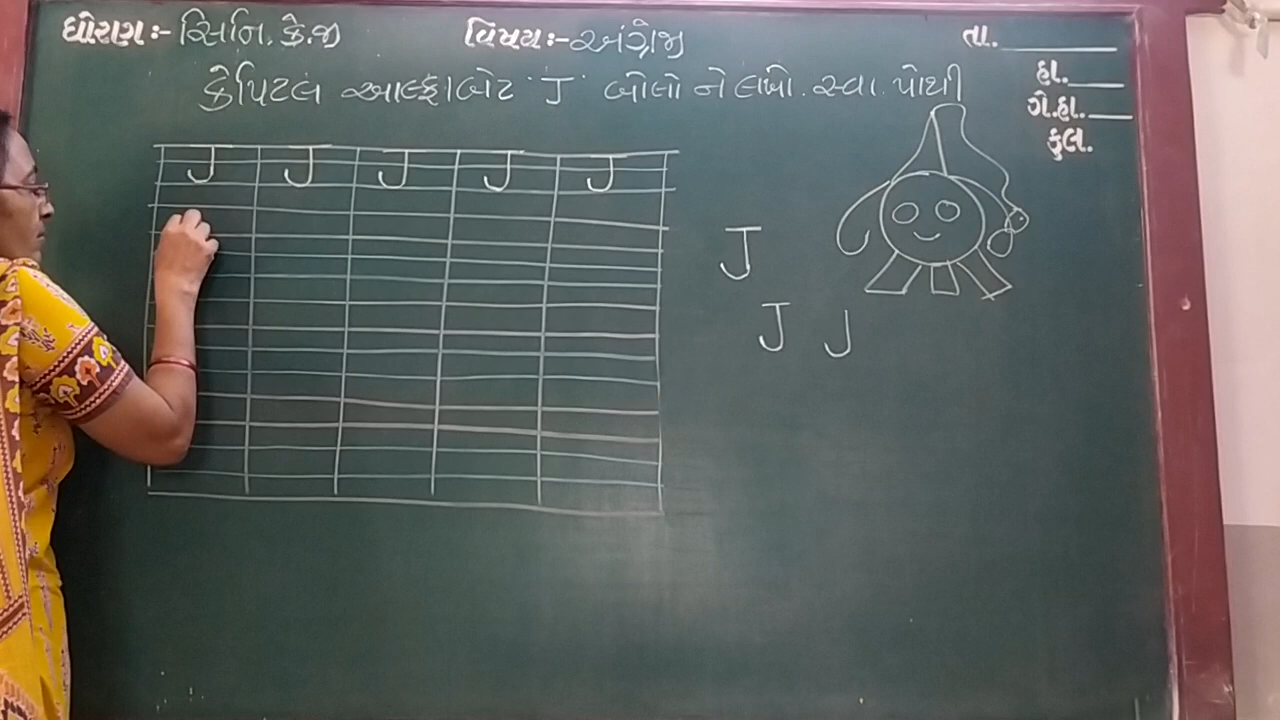 ધોરણ:- સિનિ. કે.જી વિષય:- અંગ્રેજી તા.
હા.
કેપિટલ આલ્ફાબેટ 'J' બોલો ને લખો. સ્વા. પોથી
ગે.હા.
કુલ.
J J J J J
J
J J